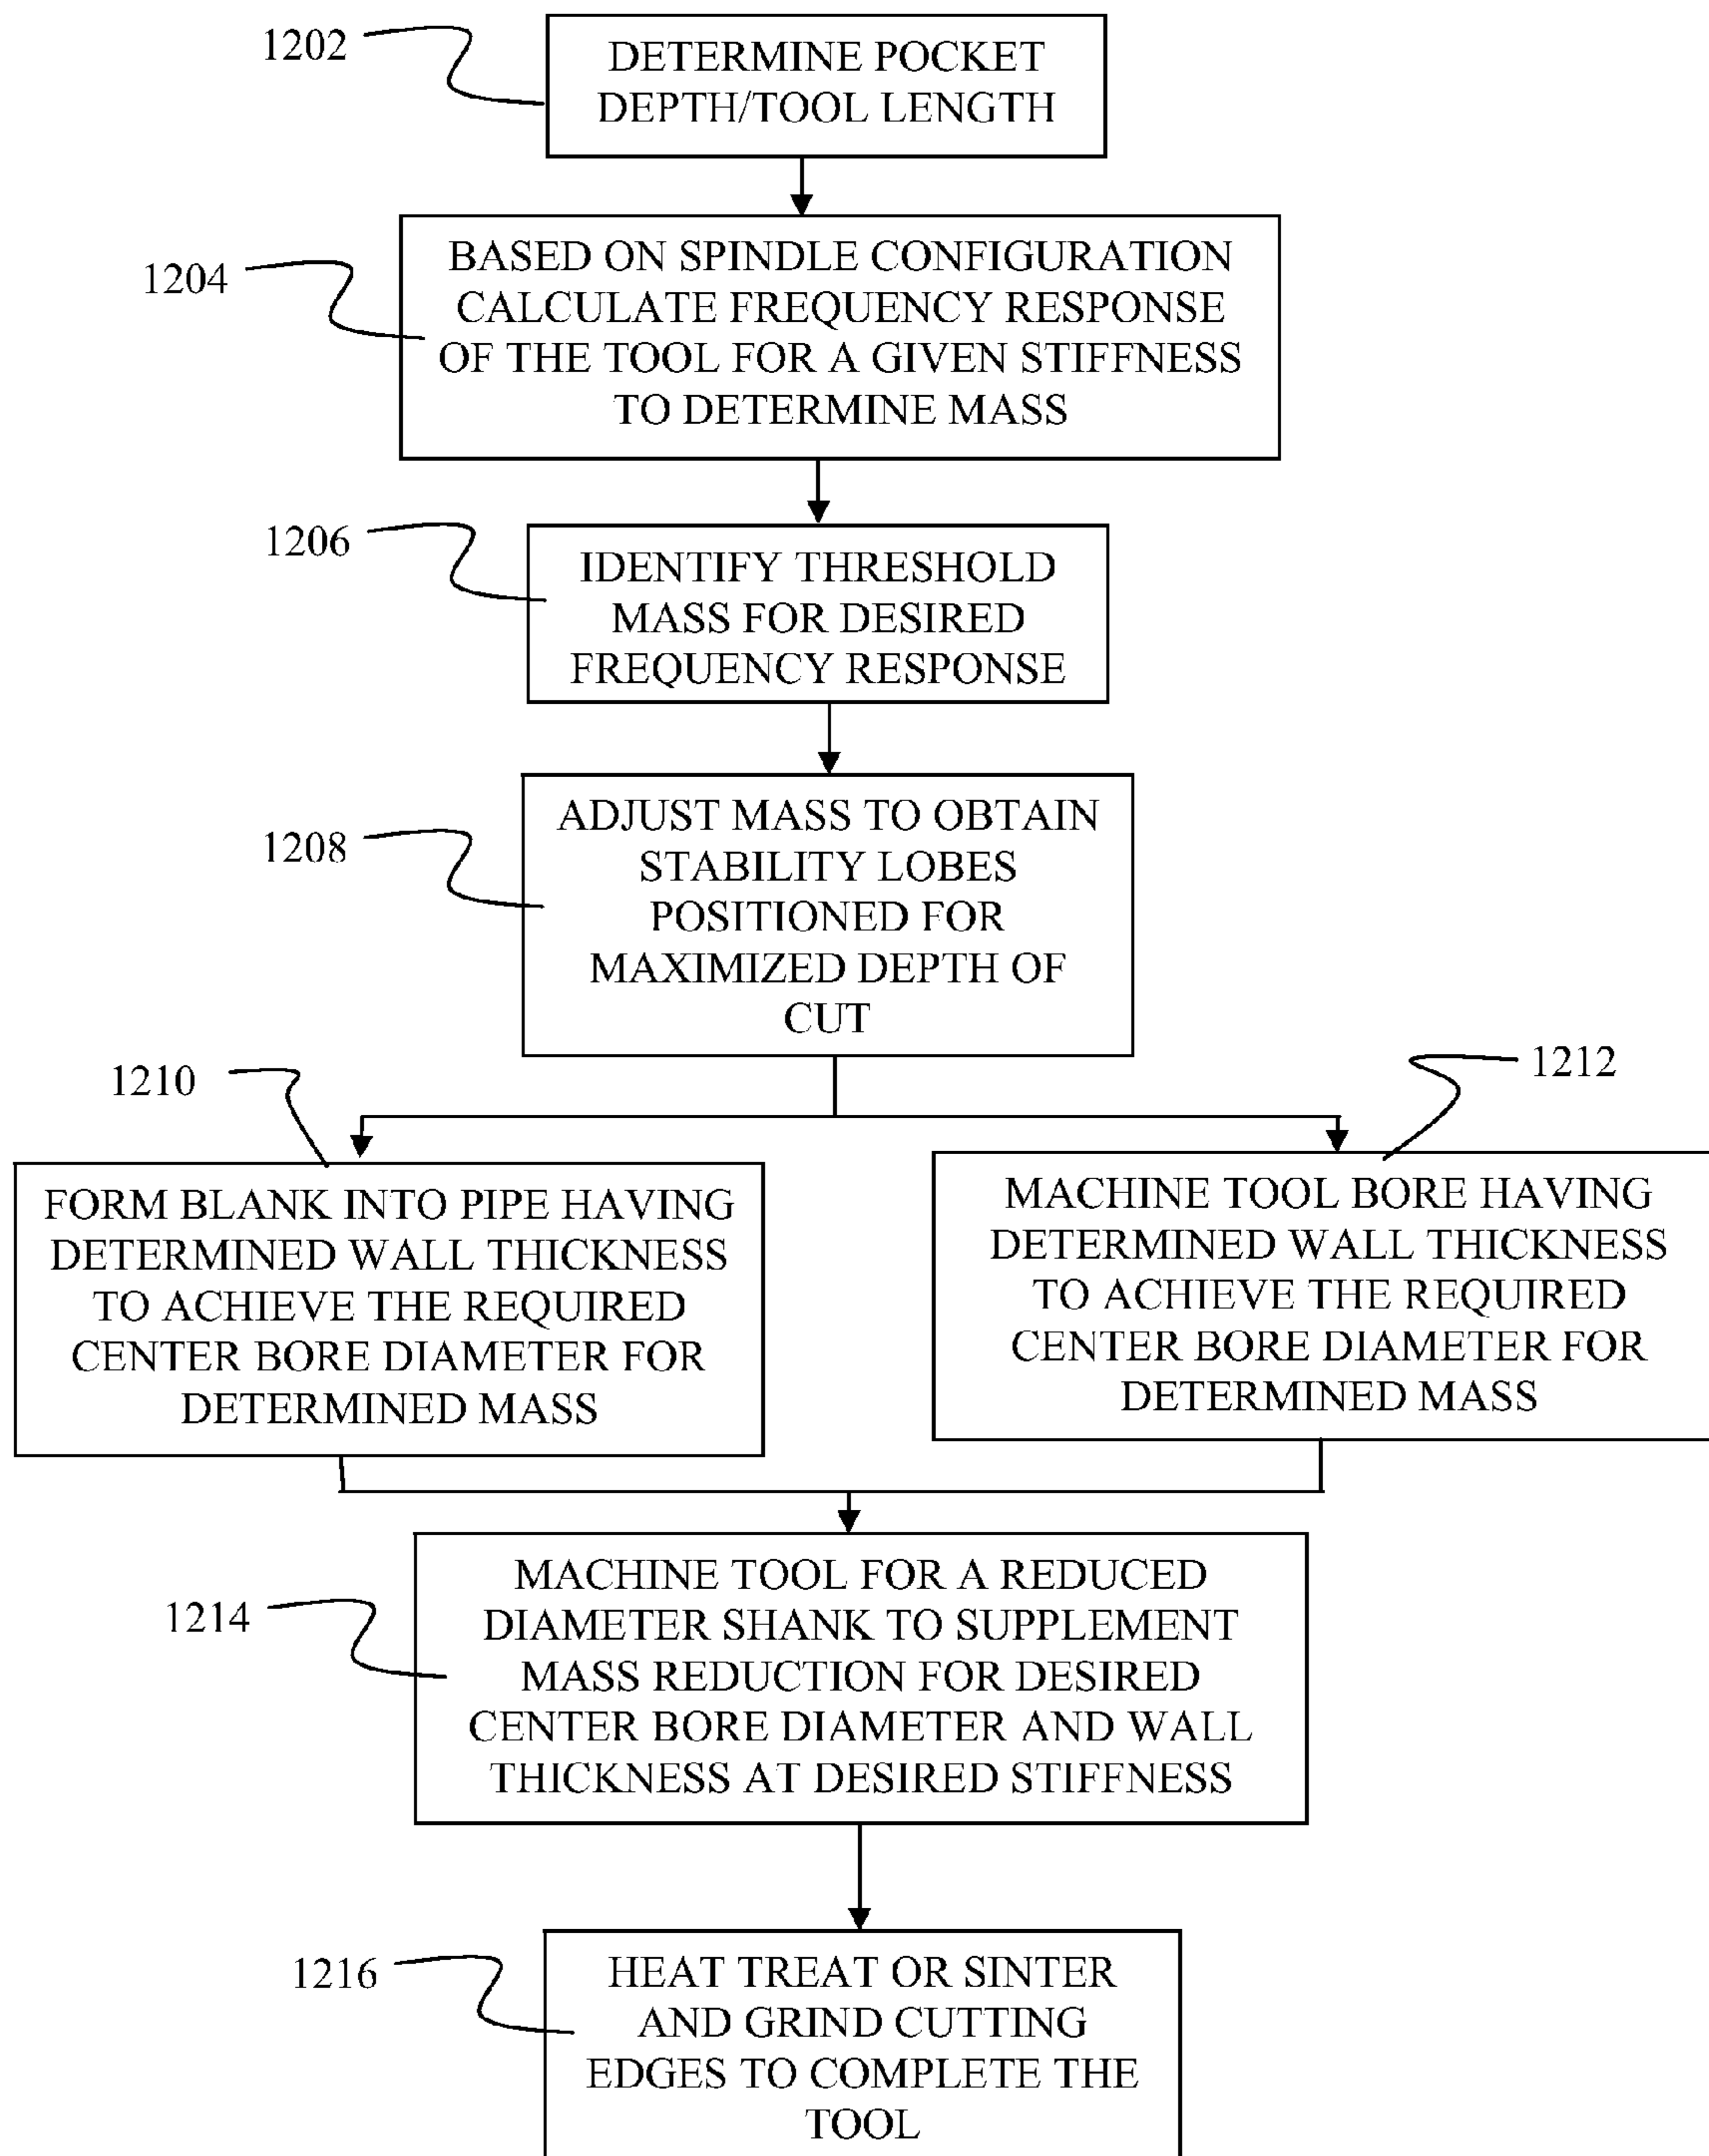 1202
DETERMINE POCKET
DEPTH/TOOL LENGTH
1204
BASED ON SPINDLE CONFIGURATION
CALCULATE FREQUENCY RESPONSE
OF THE TOOL FOR A GIVEN STIFFNESS
TO DETERMINE MASS
1206
IDENTIFY THRESHOLD
MASS FOR DESIRED
FREQUENCY RESPONSE
1208
ADJUST MASS TO OBTAIN
STABILITY LOBES
POSITIONED FOR
MAXIMIZED DEPTH OF
CUT
1210
FORM BLANK INTO PIPE HAVING
DETERMINED WALL THICKNESS
TO ACHIEVE THE REQUIRED
CENTER BORE DIAMETER FOR
DETERMINED MASS
1212
MACHINE TOOL BORE HAVING
DETERMINED WALL THICKNESS
TO ACHIEVE THE REQUIRED
CENTER BORE DIAMETER FOR
DETERMINED MASS
1214
MACHINE TOOL FOR A REDUCED
DIAMETER SHANK TO SUPPLEMENT
MASS REDUCTION FOR DESIRED
CENTER BORE DIAMETER AND WALL
THICKNESS AT DESIRED STIFFNESS
1216
HEAT TREAT OR SINTER
AND GRIND CUTTING
EDGES TO COMPLETE THE
TOOL